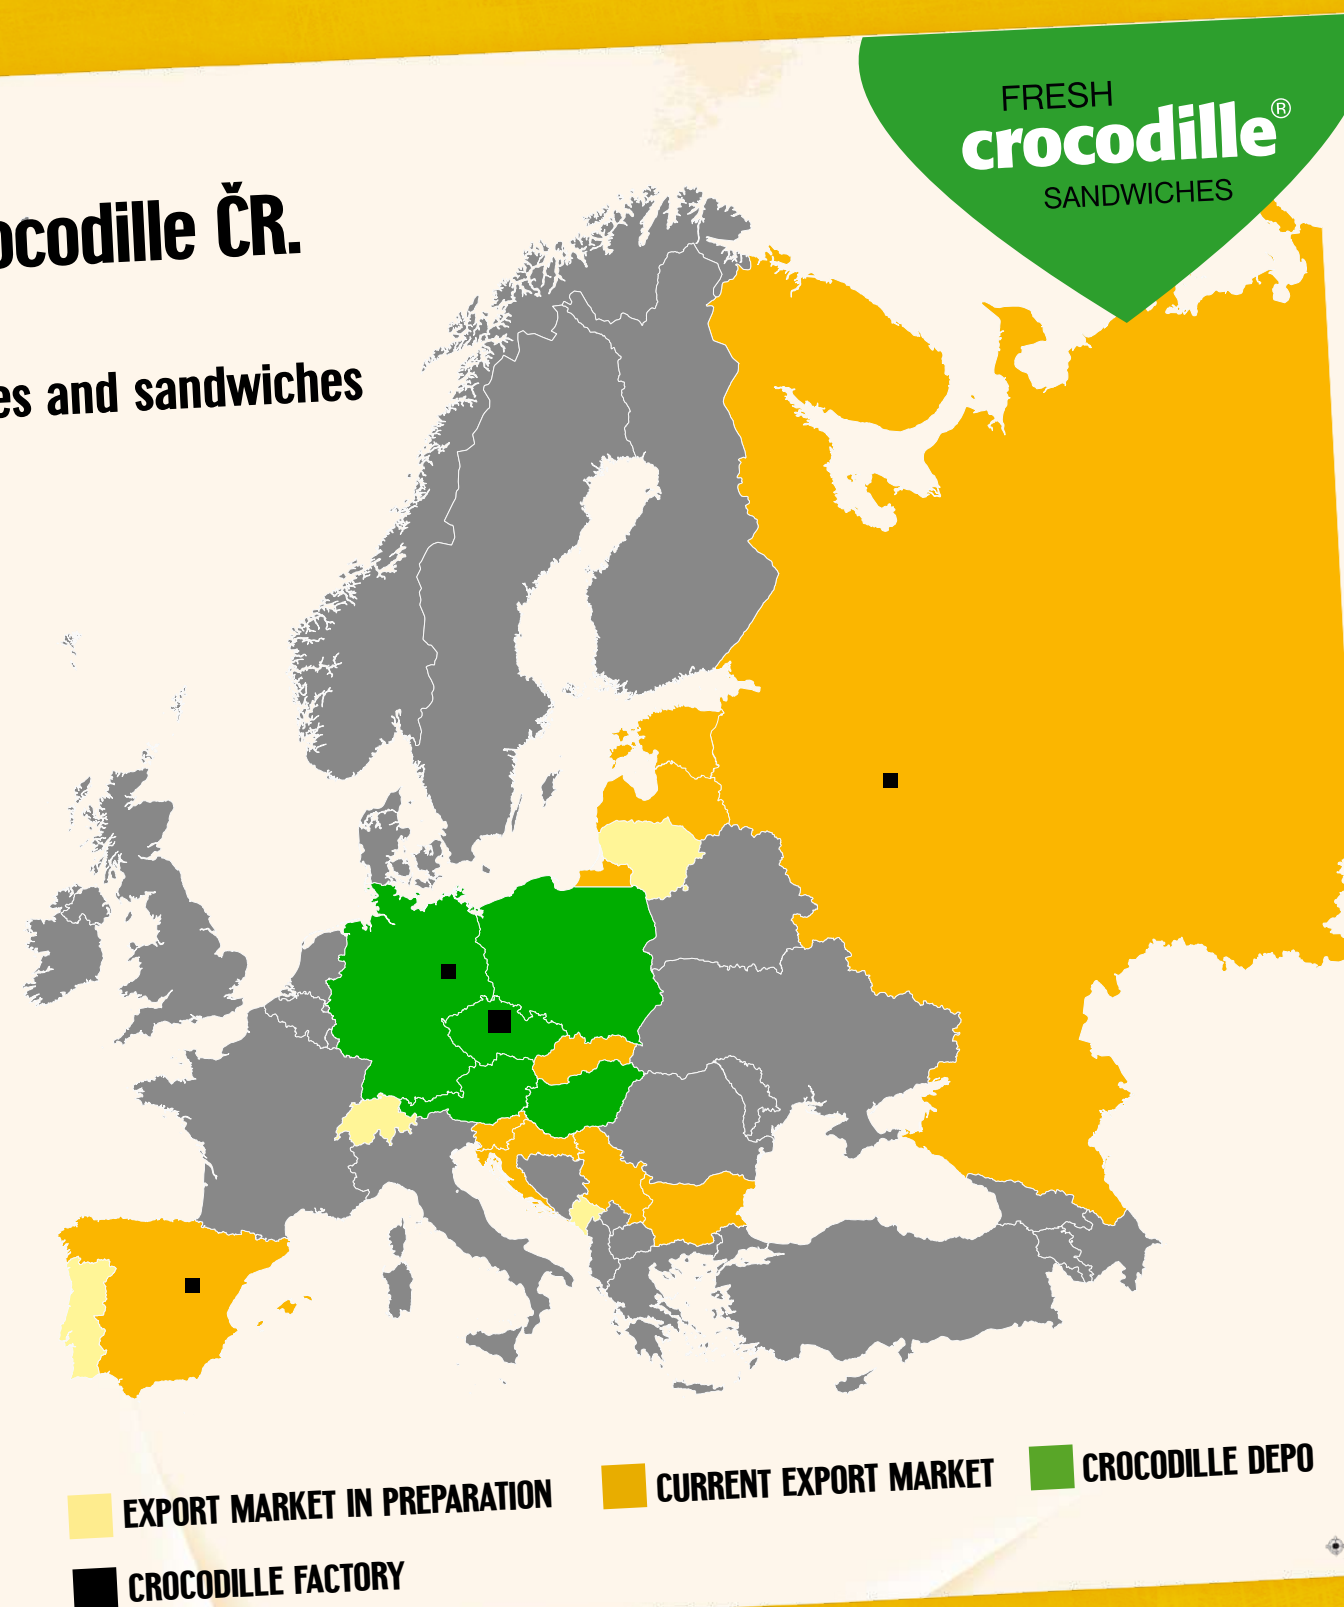 FRESH
crocodille®
SANDWICHES
ocodille ČR.
es and sandwiches
EXPORT MARKET IN PREPARATION
CURRENT EXPORT MARKET
CROCODILLE DEPO
CROCODILLE FACTORY